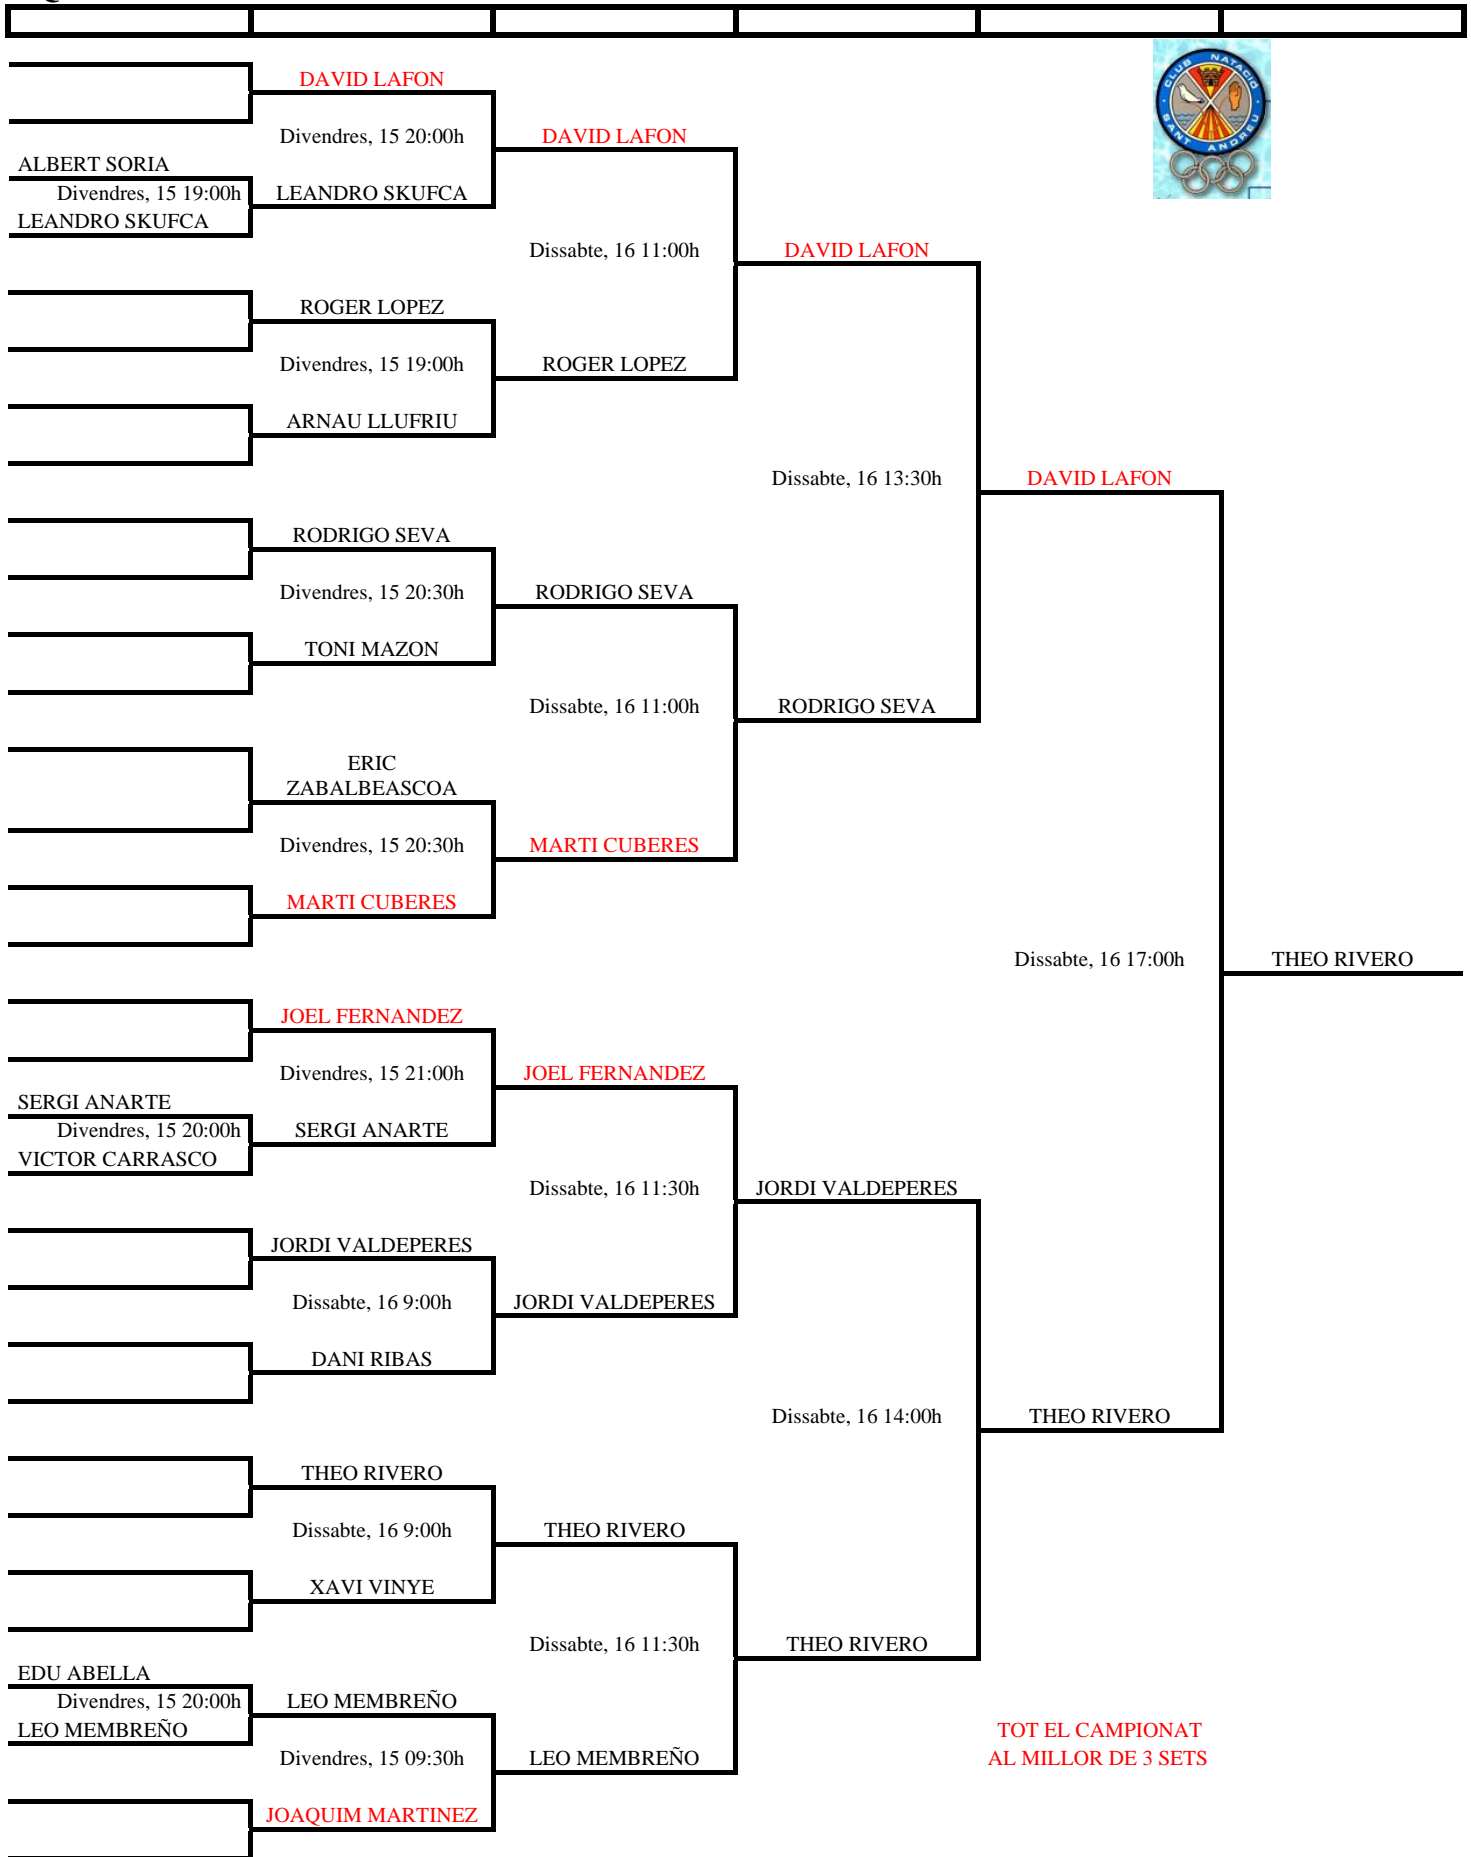 DAVID LAFON
Divendres, 15 20:00h
DAVID LAFON
ALBERT SORIA
Divendres, 15 19:00h
LEANDRO SKUFCA
LEANDRO SKUFCA
Dissabte, 16 11:00h
DAVID LAFON
ROGER LOPEZ
Divendres, 15 19:00h
ROGER LOPEZ
ARNAU LLUFRIU
Dissabte, 16 13:30h
DAVID LAFON
RODRIGO SEVA
Divendres, 15 20:30h
RODRIGO SEVA
TONI MAZON
Dissabte, 16 11:00h
RODRIGO SEVA
ERIC
ZABALBEASCOA
Divendres, 15 20:30h
MARTI CUBERES
MARTI CUBERES
Dissabte, 16 17:00h
THEO RIVERO
JOEL FERNANDEZ
Divendres, 15 21:00h
JOEL FERNANDEZ
SERGI ANARTE
Divendres, 15 20:00h
SERGI ANARTE
VICTOR CARRASCO
Dissabte, 16 11:30h
JORDI VALDEPERES
JORDI VALDEPERES
Dissabte, 16 9:00h
JORDI VALDEPERES
DANI RIBAS
Dissabte, 16 14:00h
THEO RIVERO
THEO RIVERO
Dissabte, 16 9:00h
THEO RIVERO
XAVI VINYE
Dissabte, 16 11:30h
THEO RIVERO
EDU ABELLA
Divendres, 15 20:00h
LEO MEMBREÑO
LEO MEMBREÑO
Divendres, 15 09:30h
LEO MEMBREÑO
JOAQUIM MARTINEZ
TOT EL CAMPIONAT
AL MILLOR DE 3 SETS
CLUB NATACIÓ
SANT ANDREU